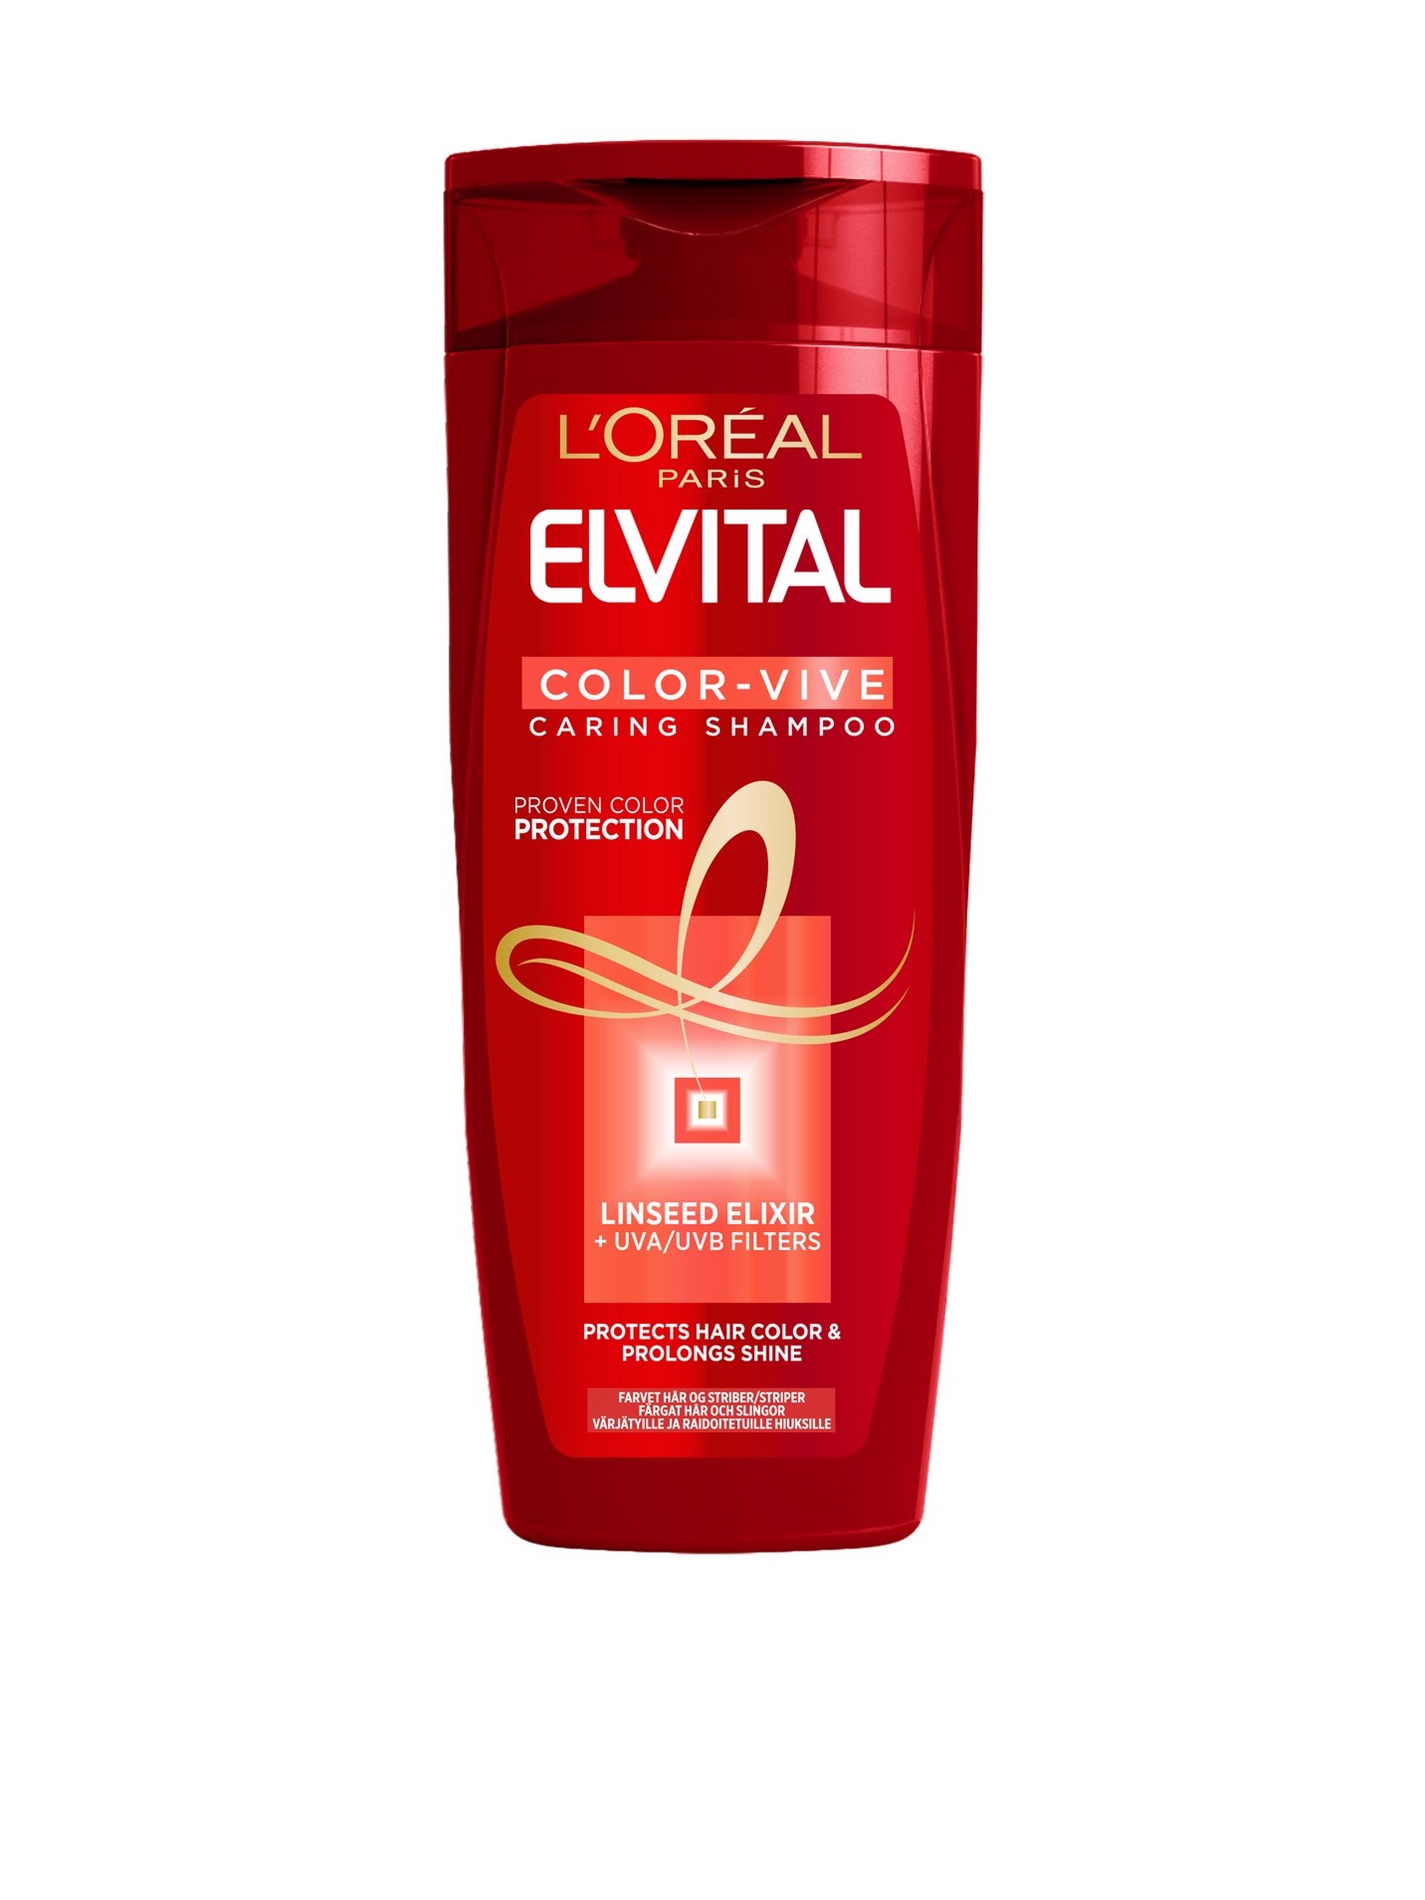 L'ORÉAL
PARiS
ELVITAL
COLOR-VIVE
CARING SHAMPOO
PROVEN COLOR
PROTECTION
LINSEED ELIXIR
+ UVA/UVB FILTERS
PROTECTS HAIR COLOR &
PROLONGS SHINE
FARVET HÅR OG STRIBER/STRIPER
FÄRGAT HÅR OCH SLINGOR
VÄRJÄTYILLE JA RAIDOITETUILLE HIUKSILLE